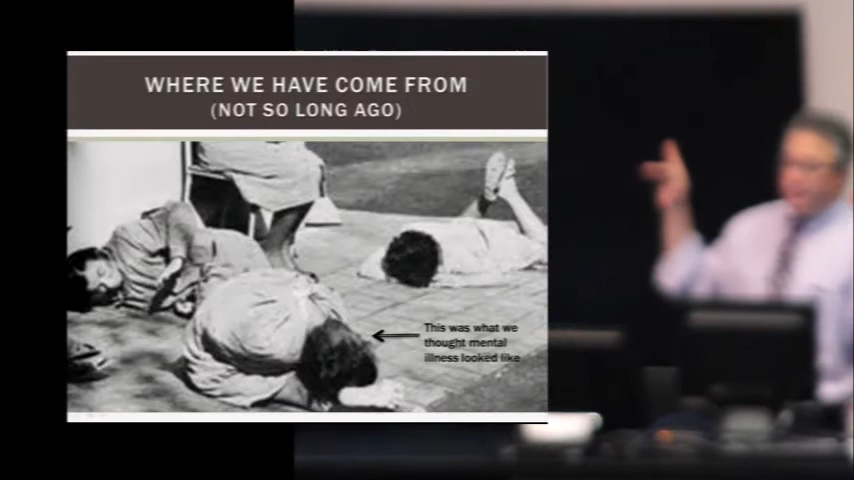 WHERE WE HAVE COME FROM
(NOT SO LONG AGO)
This was what we
thought mental
illness looked like